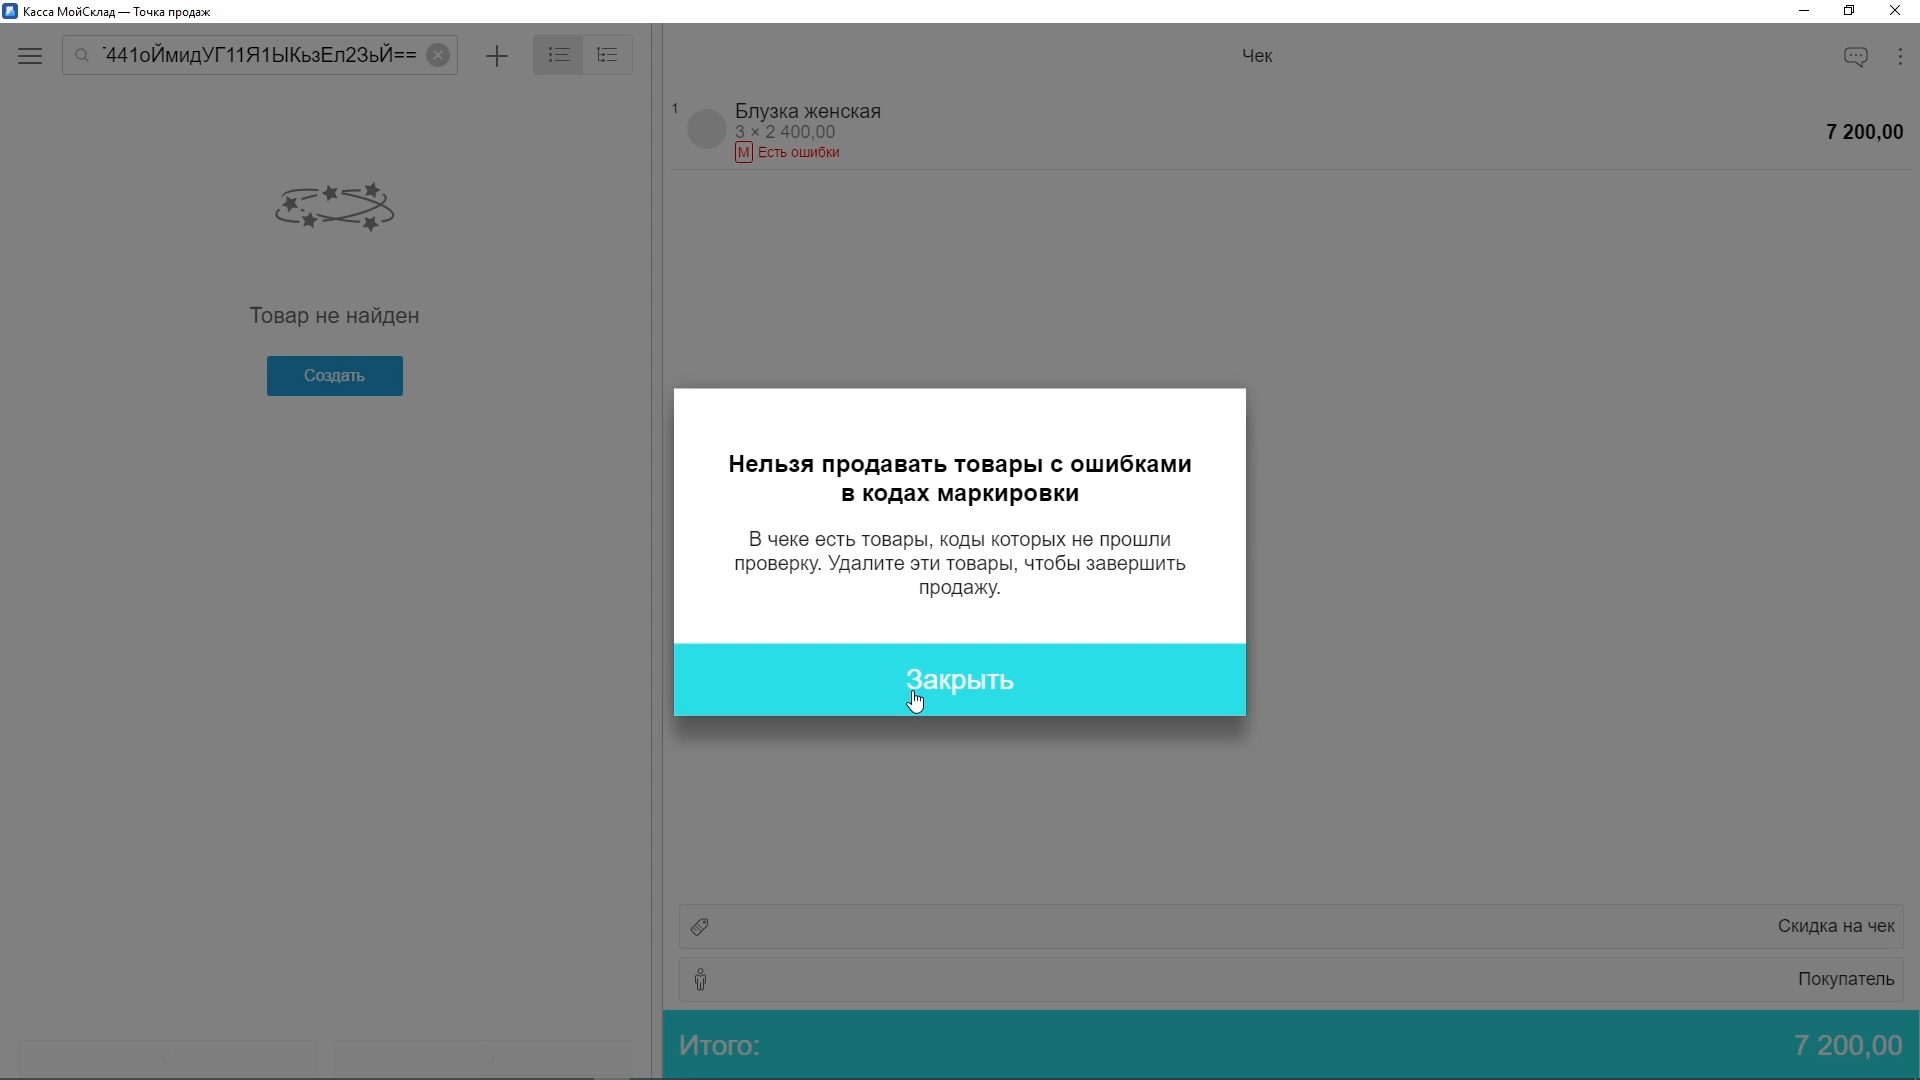 Касса МойСклад — Точка продаж
441оЙмидУГ11Я1ЫКьзЕл23ьЙ==
Товар не найден
Создать
Чек
1
Блузка женская
3 × 2 400,00
М Есть ошибки
7 200,00
Нельзя продавать товары с ошибками
в кодах маркировки
В чеке есть товары, коды которых не прошли
проверку. Удалите эти товары, чтобы завершить
продажу.
Закрыть
Скидка на чек
Покупатель
Итого:
7 200,00